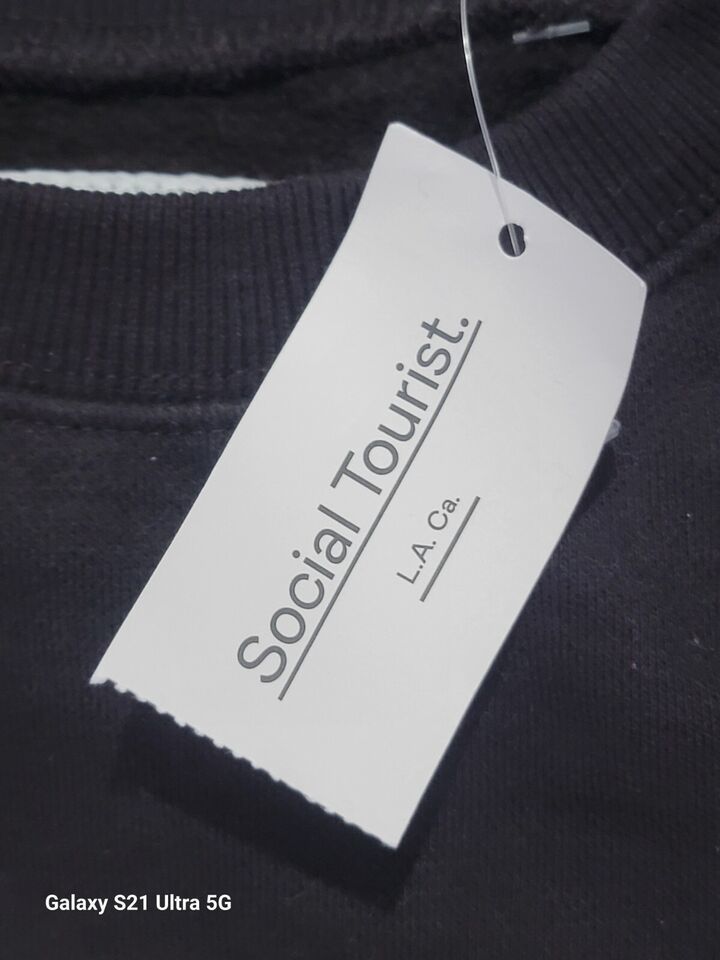 Social Tourist.
L.A. Ca.
Galaxy S21 Ultra 5G